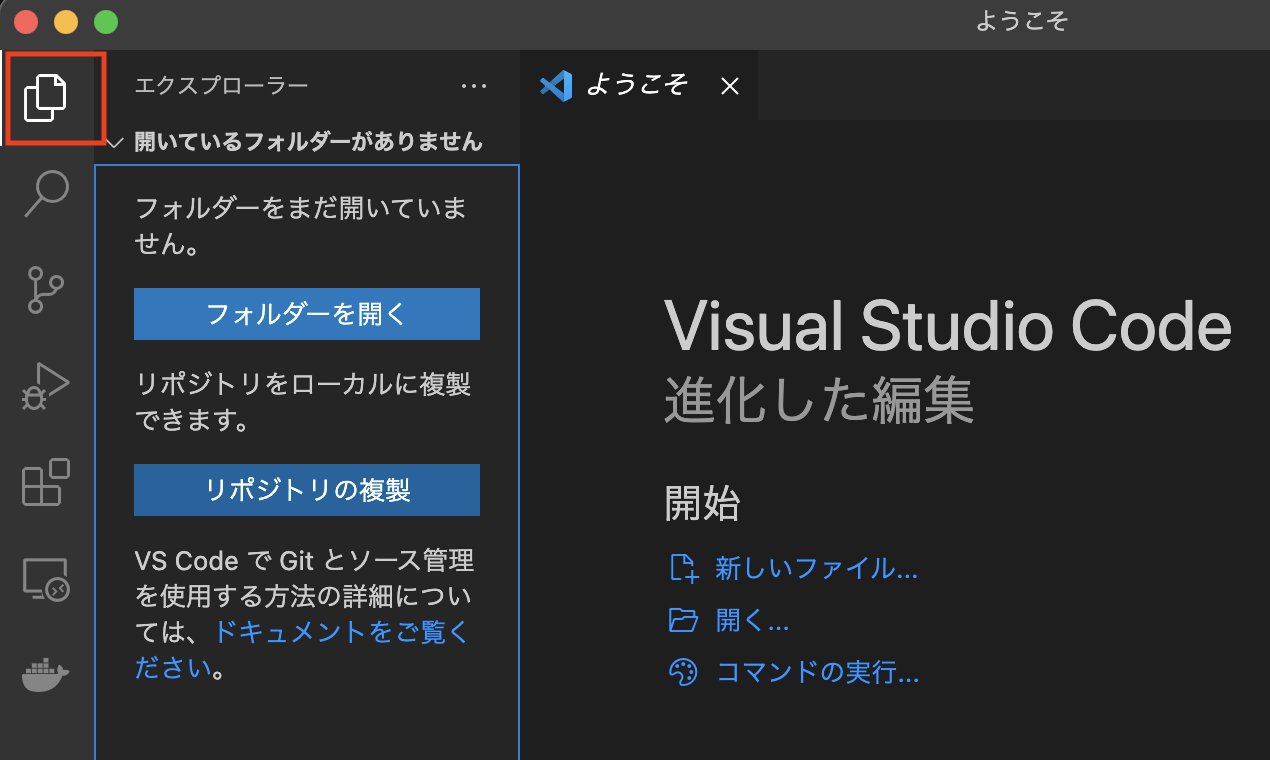 ようこそ
エクスプローラー
ようこそ
開いているフォルダーがありません
フォルダーをまだ開いていま
せん。
フォルダーを開く
リポジトリをローカルに複製
できます。
リポジトリの複製
VS Code で Git とソース管理
を使用する方法の詳細につい
ては、ドキュメントをご覧く
ださい。
Visual Studio Code
進化した編集
開始
新しいファイル...
開く...
コマンドの実行...